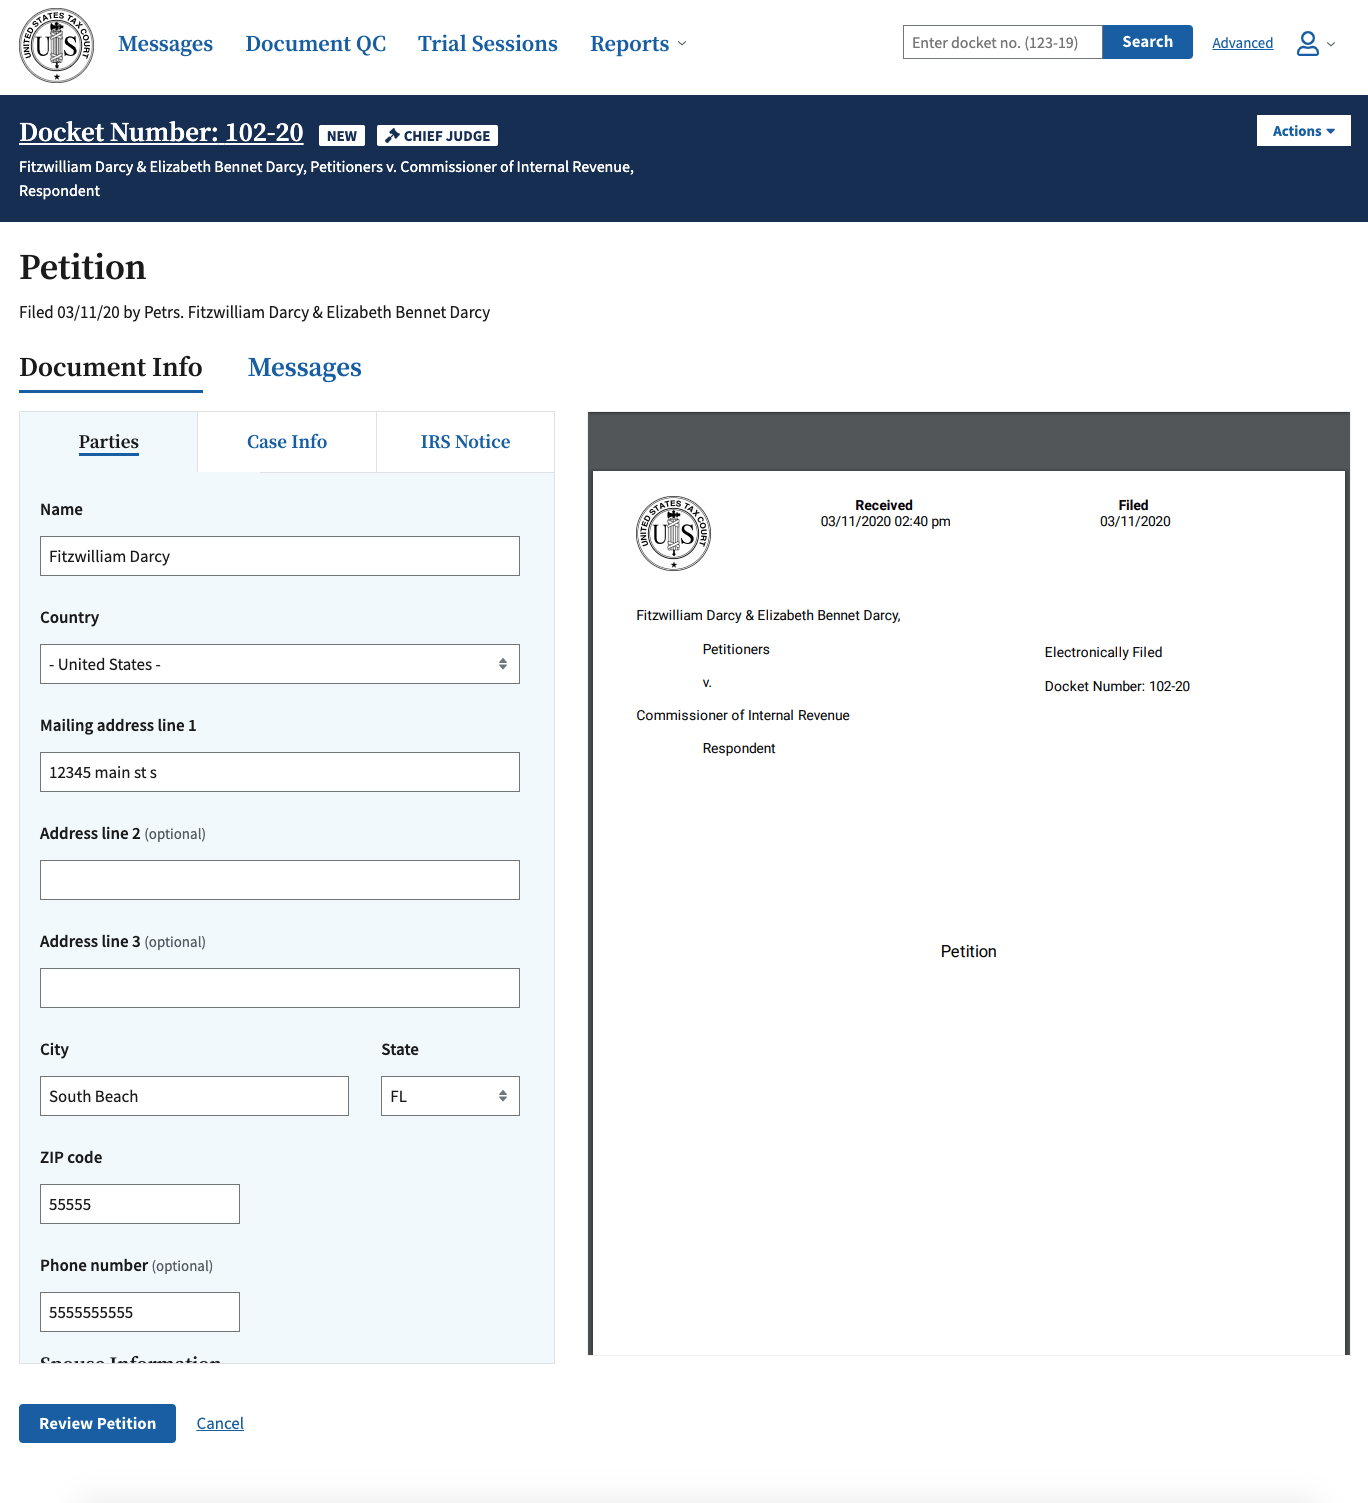 UNITED STATES TAX COURT
US
Messages
Document QC
Trial Sessions
Reports
Enter docket no. (123-19)
Search
Advanced
Docket Number: 102-20
NEW
CHIEF JUDGE
Actions
Fitzwilliam Darcy & Elizabeth Bennet Darcy, Petitioners v. Commissioner of Internal Revenue,
Respondent
Petition
Filed 03/11/20 by Petrs. Fitzwilliam Darcy & Elizabeth Bennet Darcy
Document Info
Messages
Parties
Case Info
IRS Notice
Name
Fitzwilliam Darcy
Country
- United States -
Mailing address line 1
12345 main st s
Address line 2 (optional)
Address line 3 (optional)
City
State
South Beach
FL
ZIP code
55555
Phone number (optional)
5555555555
Spouse Information
UNITED STATES TAX COURT
US
Received
03/11/2020 02:40 pm
Filed
03/11/2020
Fitzwilliam Darcy & Elizabeth Bennet Darcy,
Petitioners
Electronically Filed
v.
Docket Number: 102-20
Commissioner of Internal Revenue
Respondent
Petition
Review Petition
Cancel